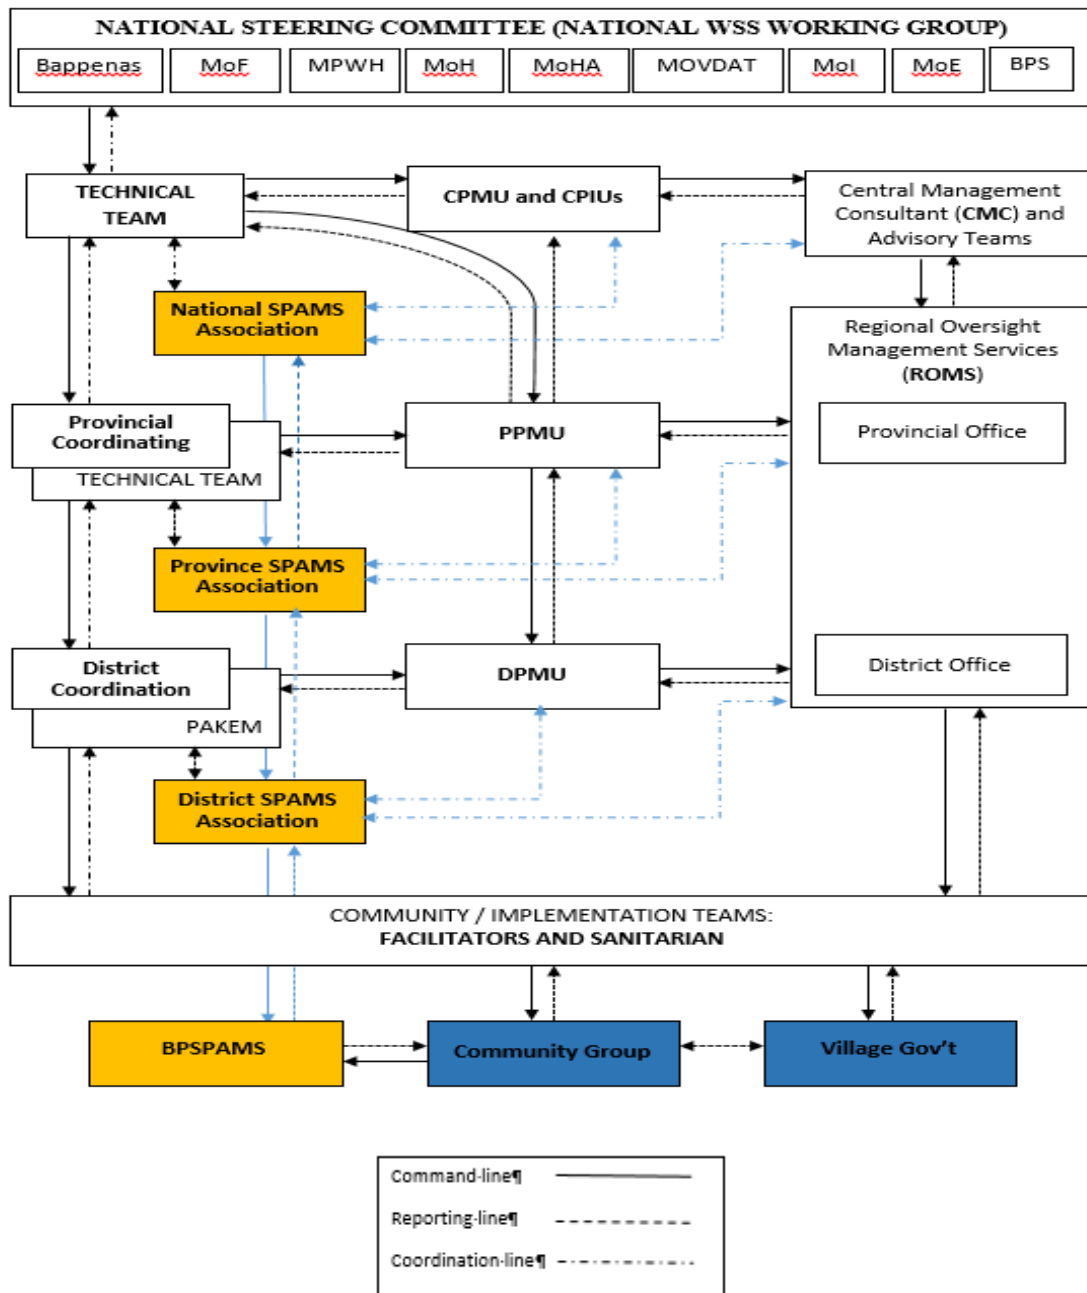 NATIONAL STEERING COMMITTEE (NATIONAL WSS WORKING GROUP)
Bappenas
MoF
MPWH
MoH
MoHA
MOVDAT
MoI
MoE
BPS
TECHNICAL
TEAM
CPMU and CPIUs
Central Management
Consultant (CMC) and
Advisory Teams
National SPAMS
Association
Regional Oversight
Management Services
(ROMS)
Provincial
Coordinating
TECHNICAL TEAM
PPMU
Provincial Office
Province SPAMS
Association
District
Coordination
PAKEM
DPMU
District Office
District SPAMS
Association
COMMUNITY / IMPLEMENTATION TEAMS:
FACILITATORS AND SANITARIAN
BPSPAMS
Community Group
Village Gov't
Command·line¶
Reporting·line¶
Coordination·line¶